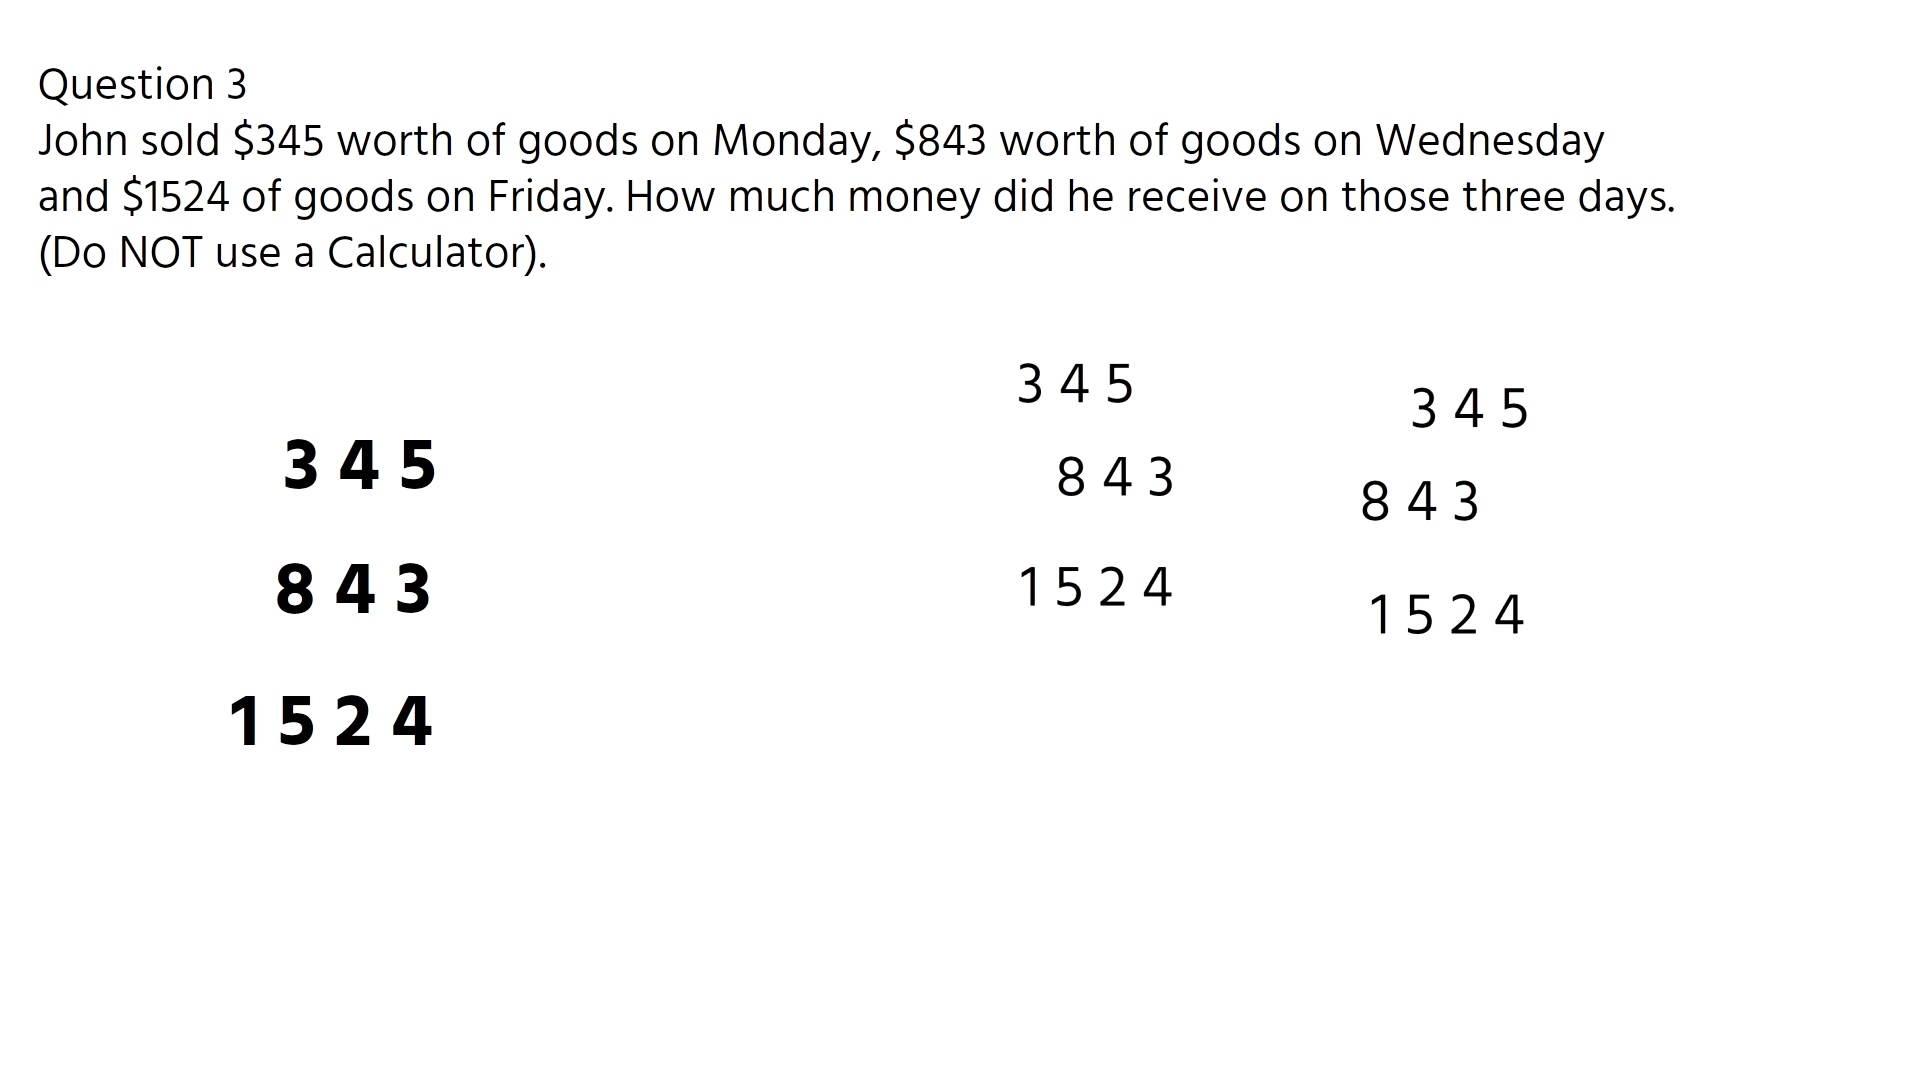 Question 3
John sold $345 worth of goods on Monday, $843 worth of goods on Wednesday
and $1524 of goods on Friday. How much money did he receive on those three days.
(Do NOT use a Calculator).
3 4 5
8 4 3
1 5 2 4
3 4 5
8 4 3
1 5 2 4
3 4 5
8 4 3
1 5 2 4